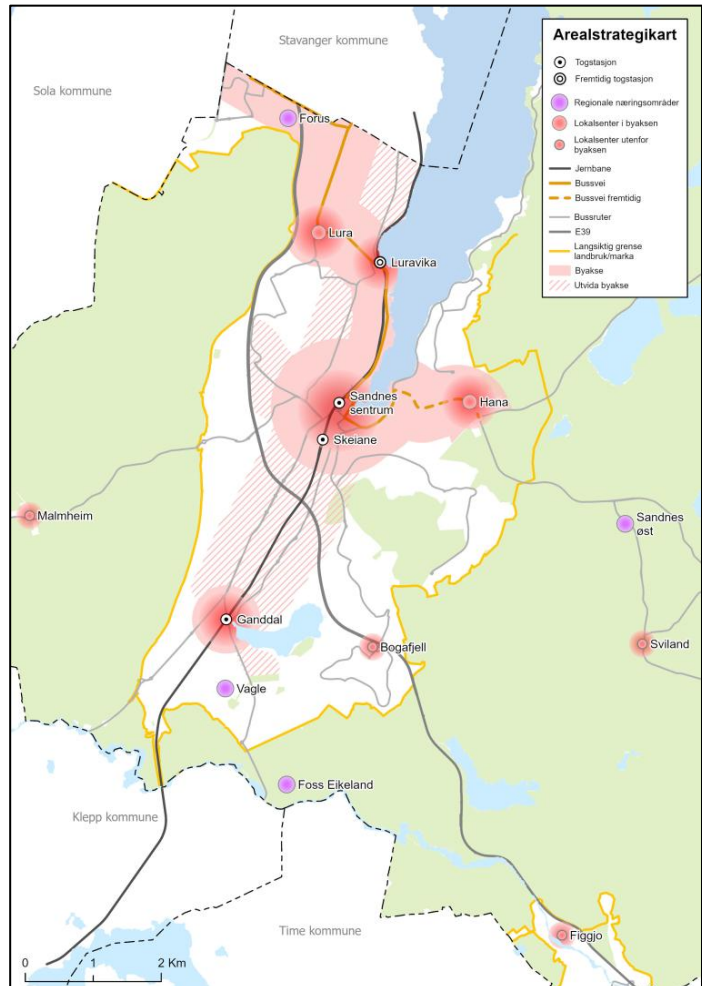 Stavanger kommune
Arealstrategikart
Togstasjon
Fremtidig togstasjon
Regionale næringsområder
Lokalsenter i byaksen
Lokalsenter utenfor
byaksen
Jernbane
Bussvei
Bussvei fremtidig
Bussruter
E39
Langsiktig grense
landbruk/marka
Byakse
Utvida byakse
Sola kommune
Forus
Lura
Luravika
Sandnes
sentrum
Hana
Skeiane
Malmheim
Sandnes
øst
Ganddal
Bogafjell
Sviland
Vagle
Foss Eikeland
Klepp kommune
Time kommune
Figgjo
0 1 2 Km